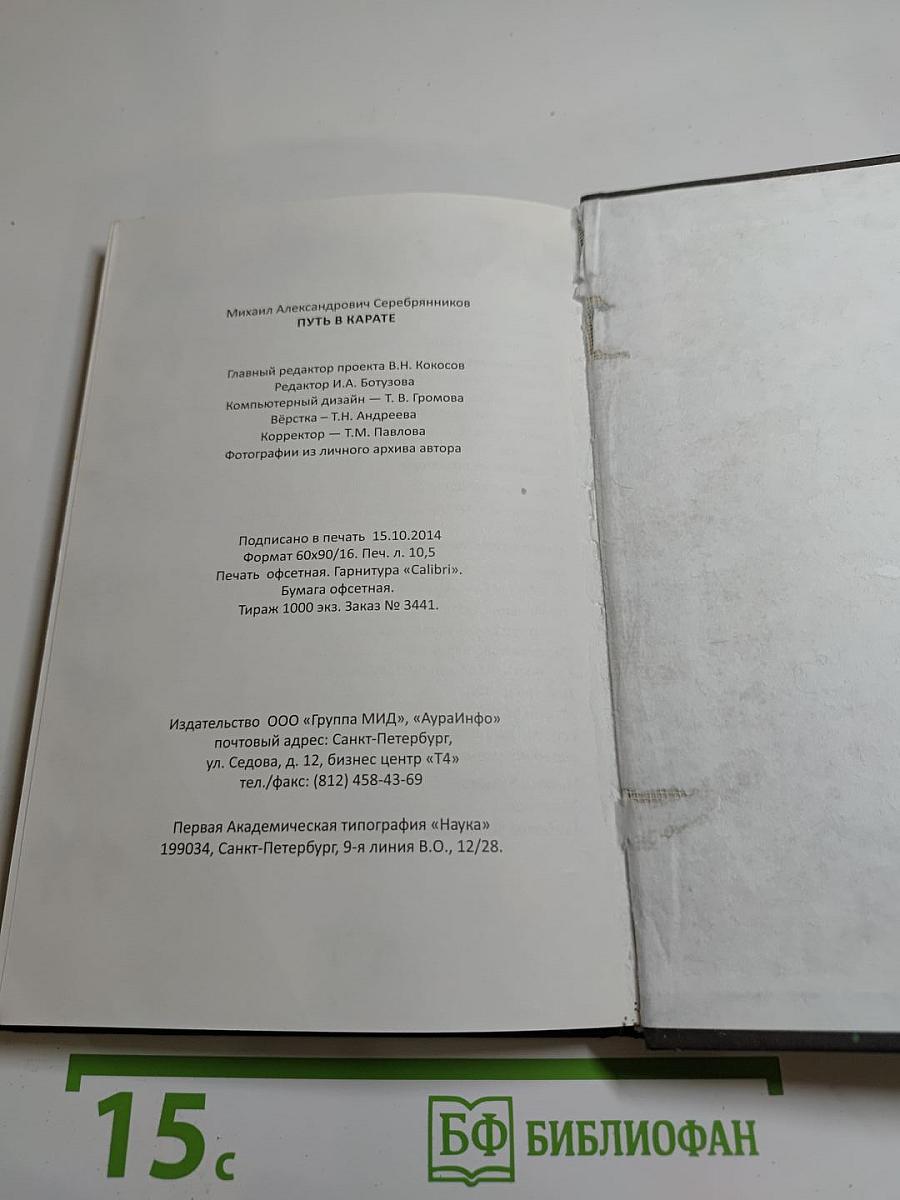 Михаил Александрович Серебрянников
ПУТЬ В КАРАТЕ
Главный редактор проекта В.Н. Кокосов
Редактор И.А. Ботузова
Компьютерный дизайн — Т. В. Громова
Вёрстка – Т.Н. Андреева
Корректор — Т.М. Павлова
Фотографии из личного архива автора
Подписано в печать 15.10.2014
Формат 60х90/16. Печ. л. 10,5
Печать офсетная. Гарнитура «Calibri».
Бумага офсетная.
Тираж 1000 экз. Заказ № 3441.
Издательство ООО «Группа МИД», «АураИнфо»
почтовый адрес: Санкт-Петербург,
ул. Седова, д. 12, бизнес центр «Т4»
тел./факс: (812) 458-43-69
Первая Академическая типография «Наука»
199034, Санкт-Петербург, 9-я линия В.О., 12/28.
15 с
БФ БИБЛИОФАН